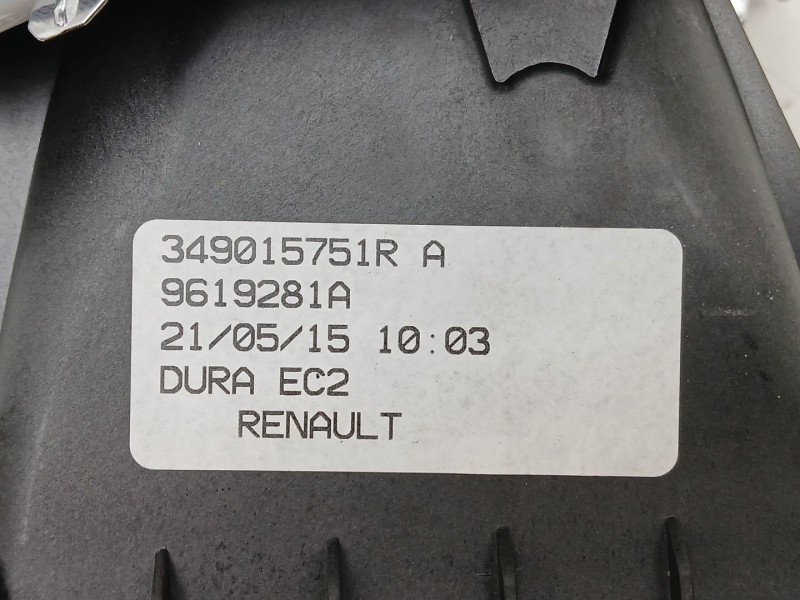 349015751R A
9619281A
21/05/15 10:03
DURA EC2
RENAULT